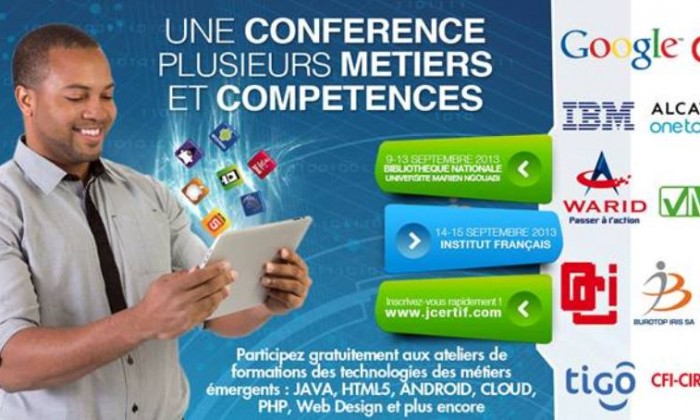 UNE CONFERENCE
PLUSIEURS METIERS
ET COMPETENCES
9-13 SEPTEMBRE 2013
BIBLIOTHEQUE NATIONALE
UNIVERSITE MARIEN NGOUABI
14-15 SEPTEMBRE 2013
INSTITUT FRANÇAIS
Inscrivez-vous rapidement !
www.jcertif.com
Participez gratuitement aux ateliers de
formations des technologies des métiers
émergents : JAVA, HTML5, ANDROID, CLOUD,
PHP, Web Design et plus encore
Google™
IBM
ALCA
oneto
WARID
Passer à l'action
BUROTOP IRIS SA
tigo
CFI-CIR